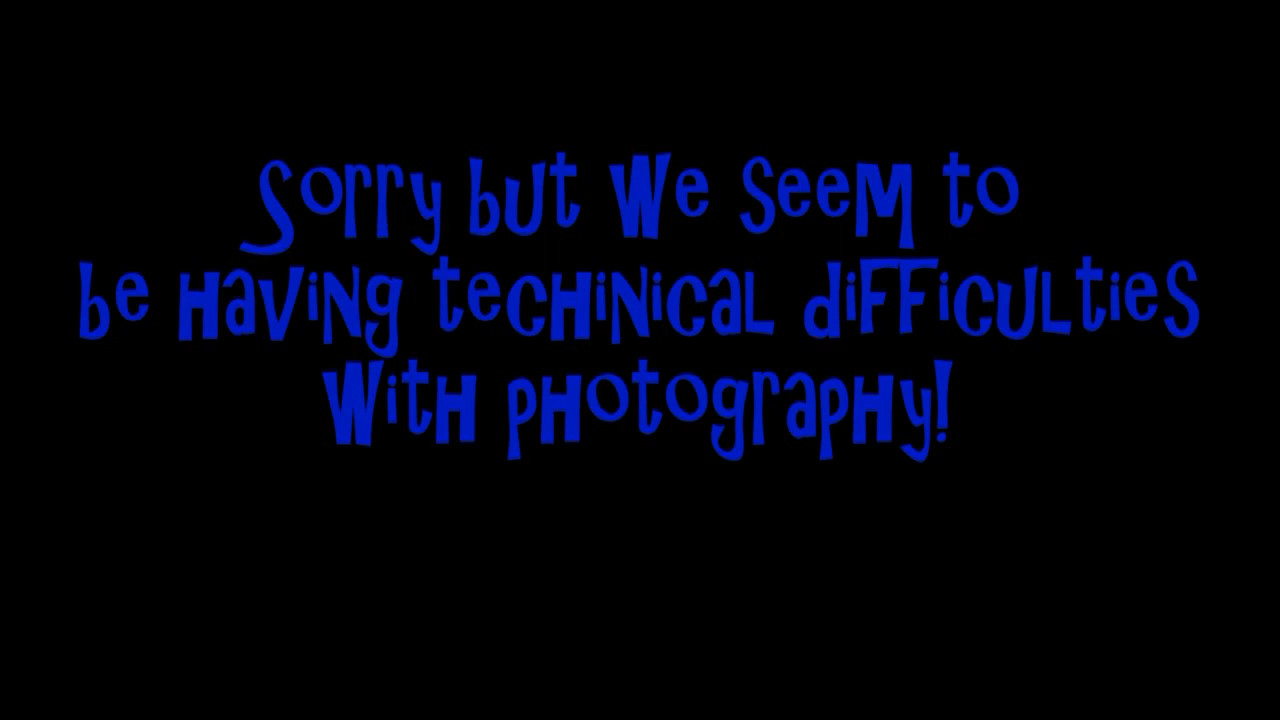 Sorry but we seem to
be having techinical difficulties
with photography!